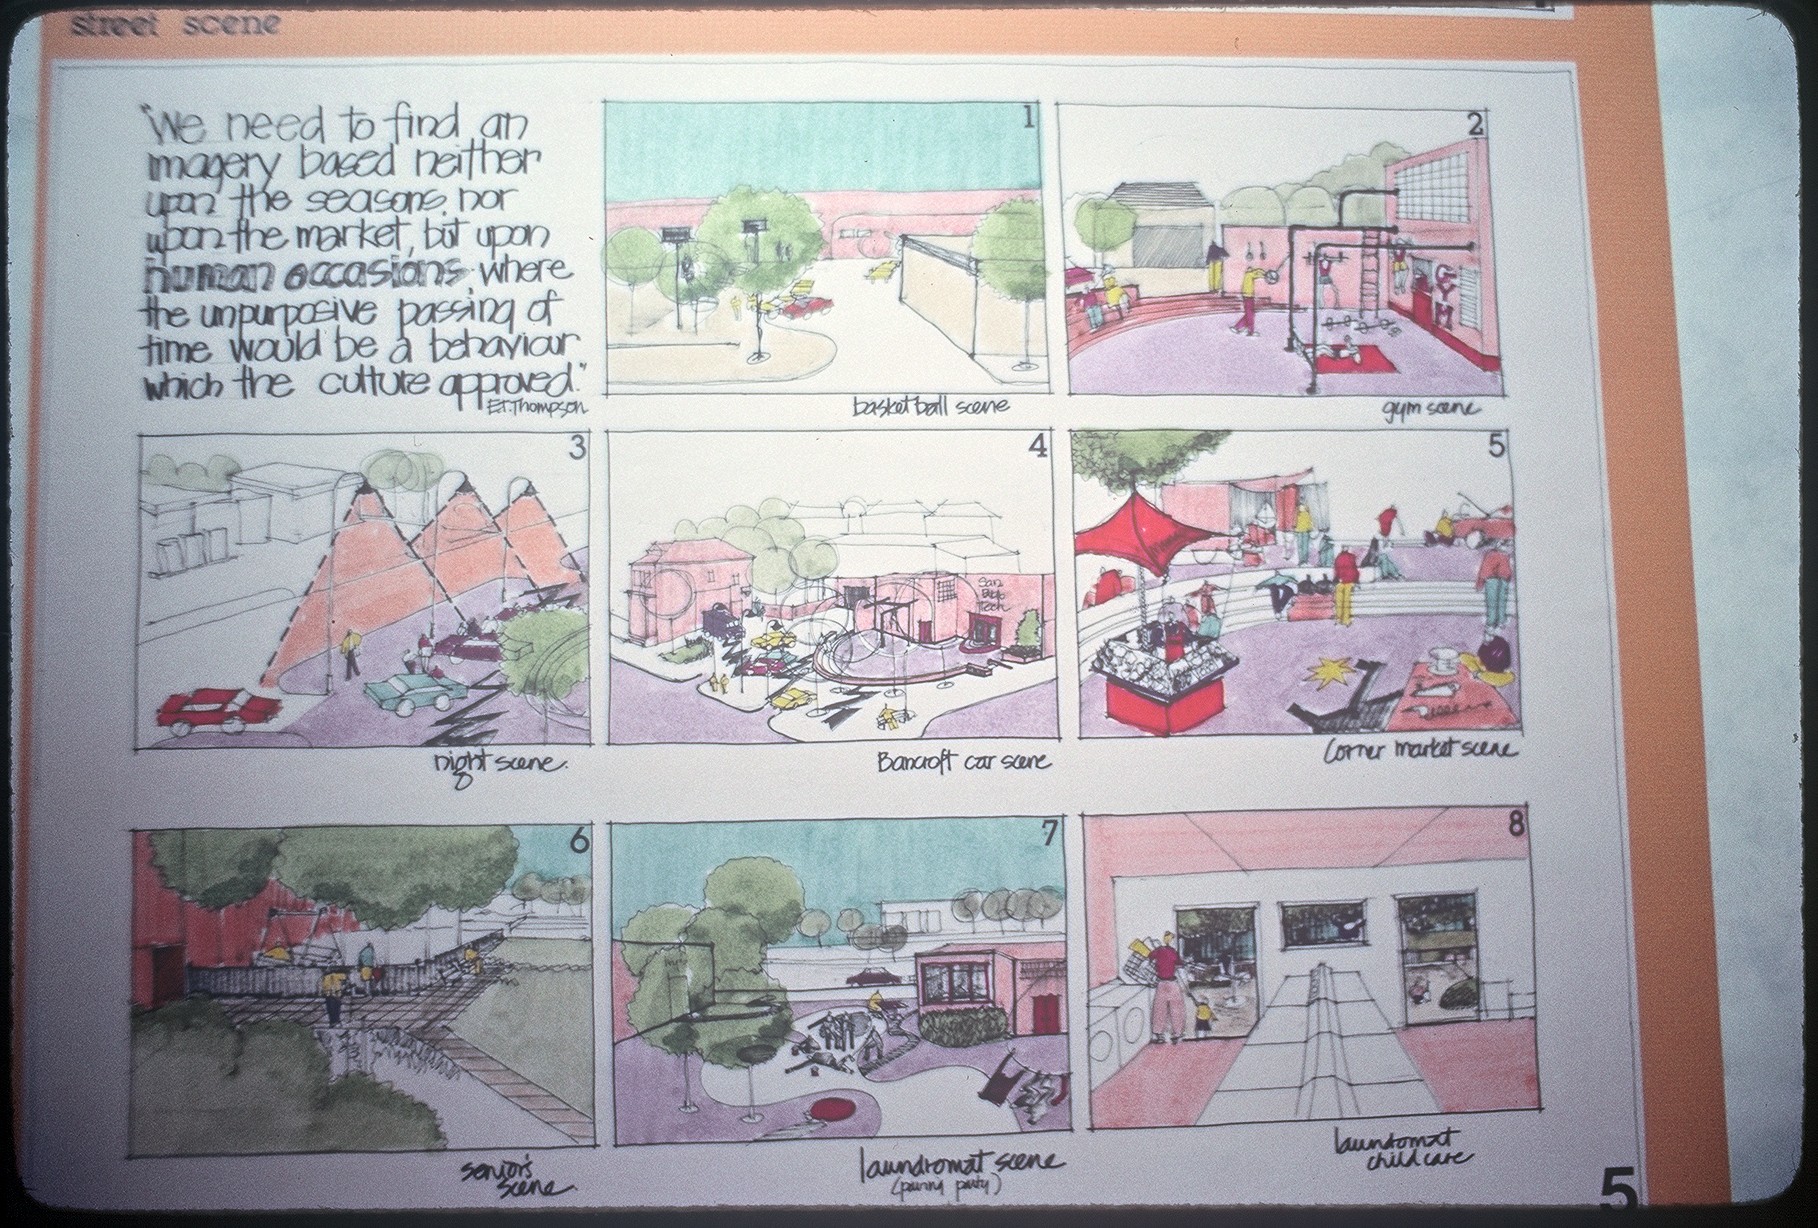 street scene
"We need to find an
imagery based neither
upon the seasons, nor
upon the market, but upon
human occasions, where
the unpurposive passing of
time would be a behaviour
which the culture approved."
E.T. Thompson
1
basketball scene
2
gym scene
3
night scene.
4
San
Pablo
Tech
Bancroft car scene
5
Corner market scene
6
senior's
scene
7
laundromat scene
8
laundromat
child care
5